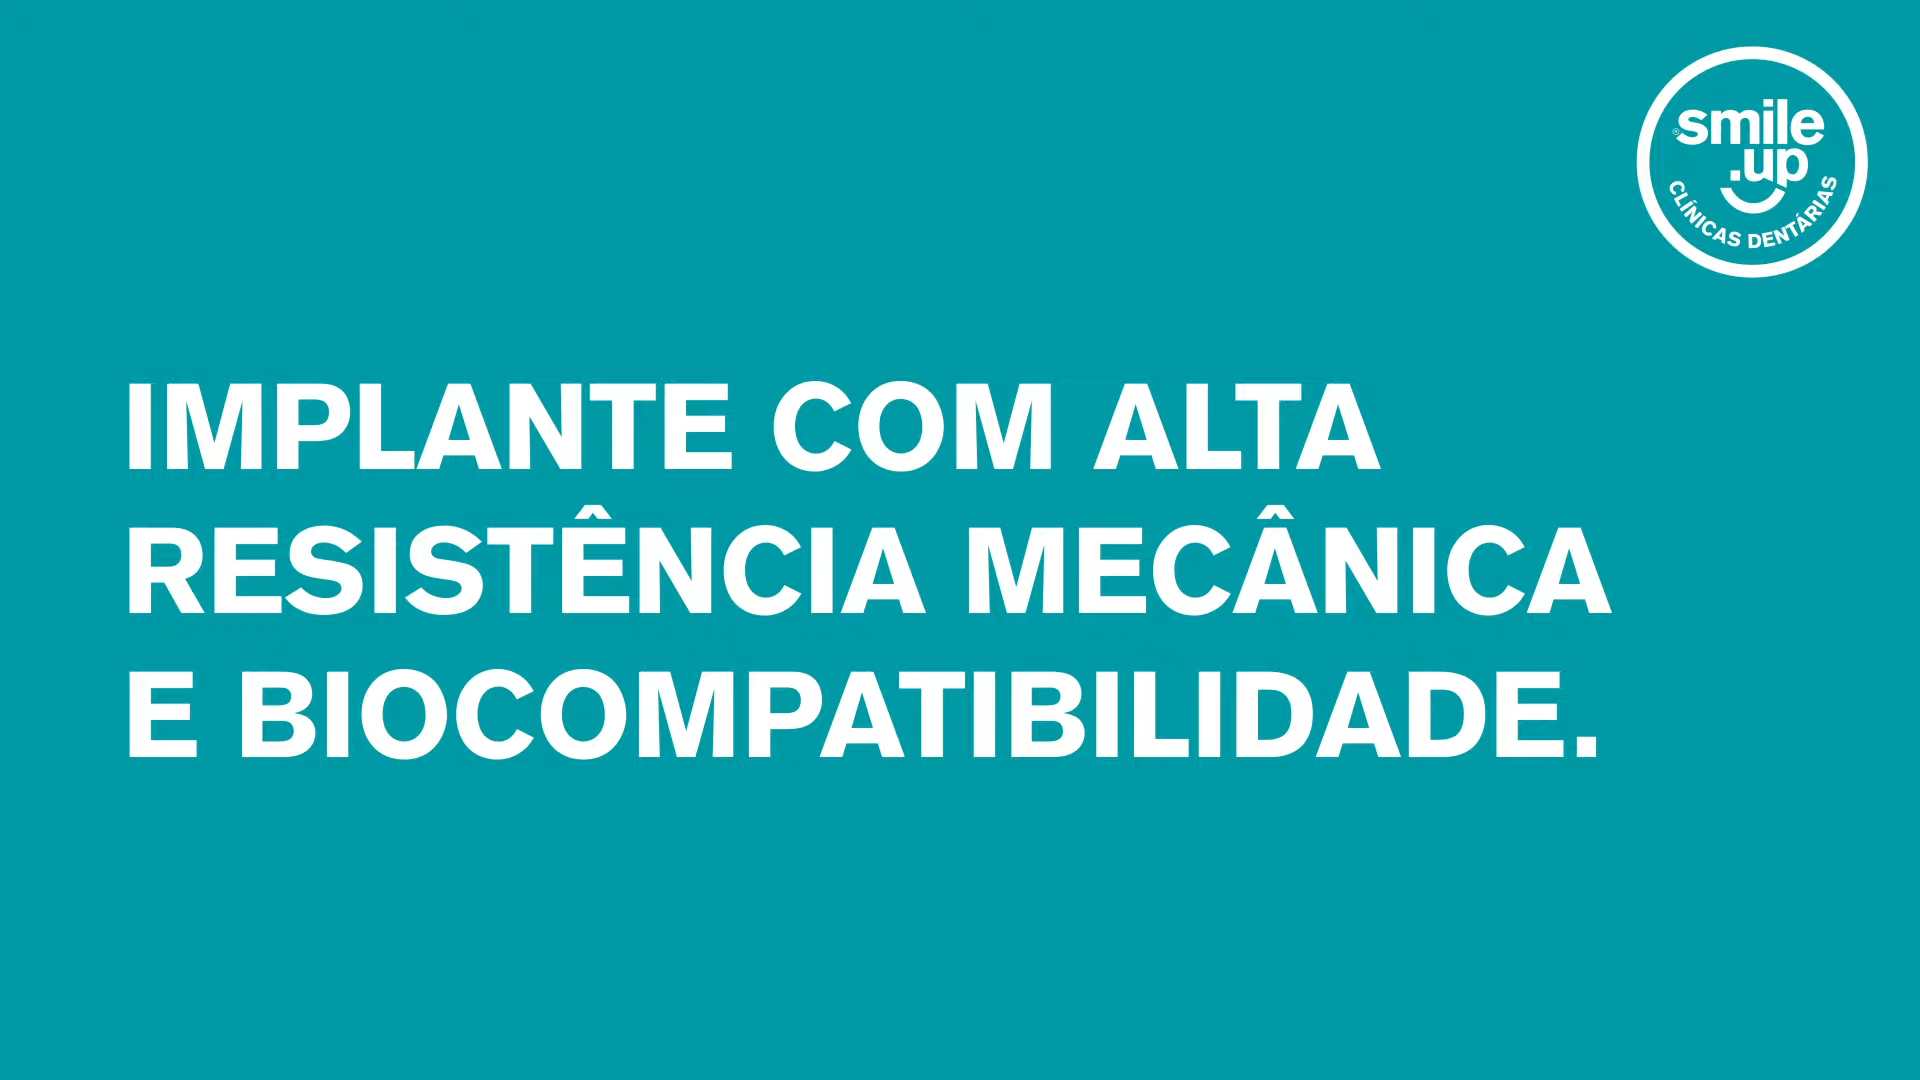 smile
.up
CLÍNICAS DENTÁRIAS
IMPLANTE COM ALTA
RESISTÊNCIA MECÂNICA
E BIOCOMPATIBILIDADE.